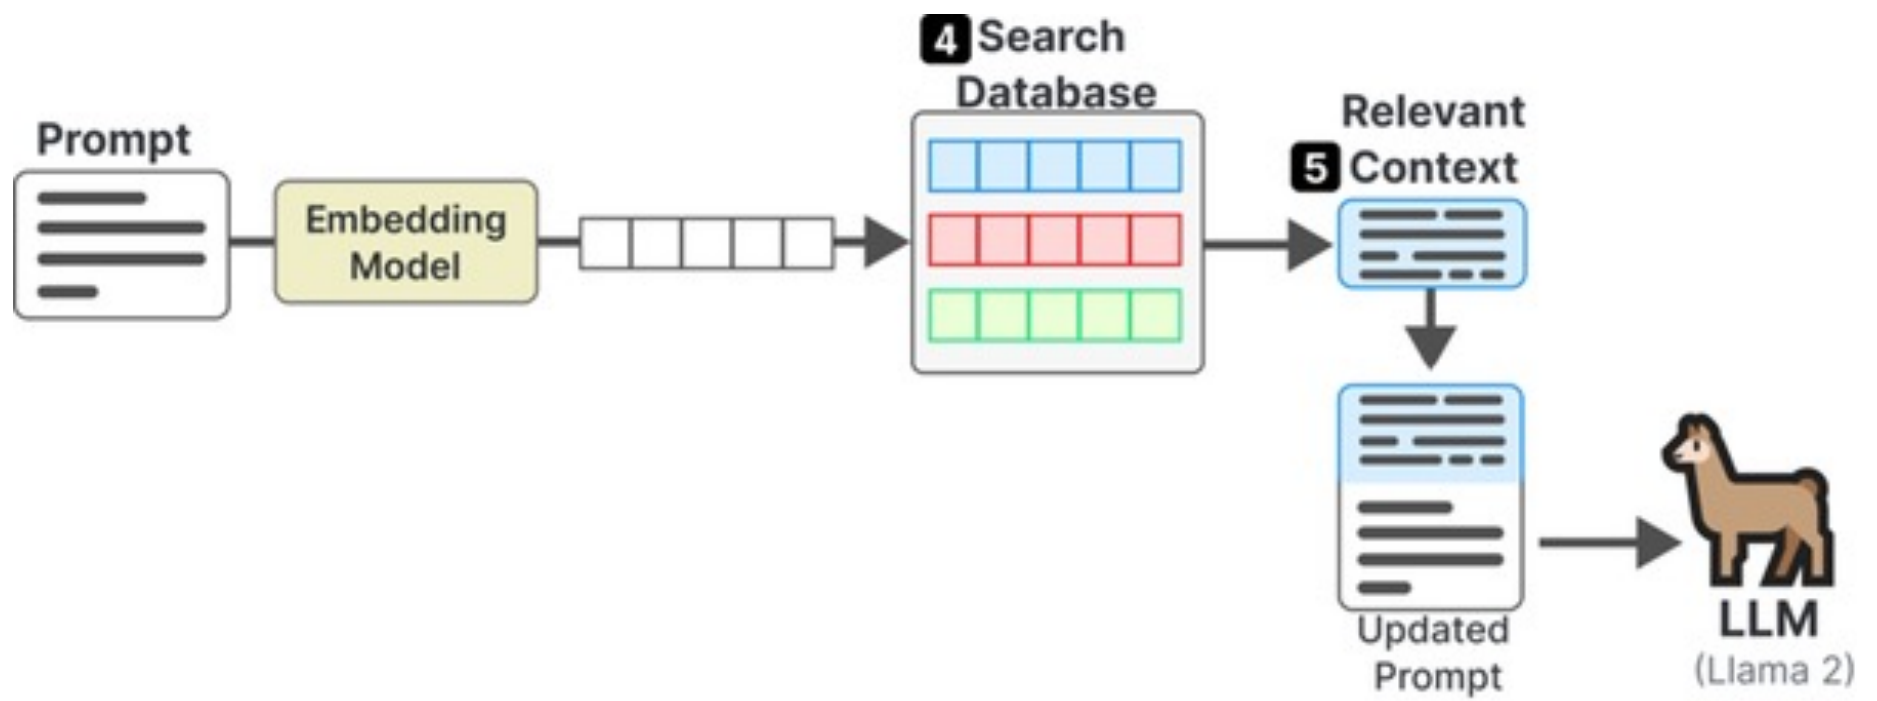 Prompt
Embedding
Model
4 Search
Database
Relevant
5 Context
Updated
Prompt
LLM
(Llama 2)